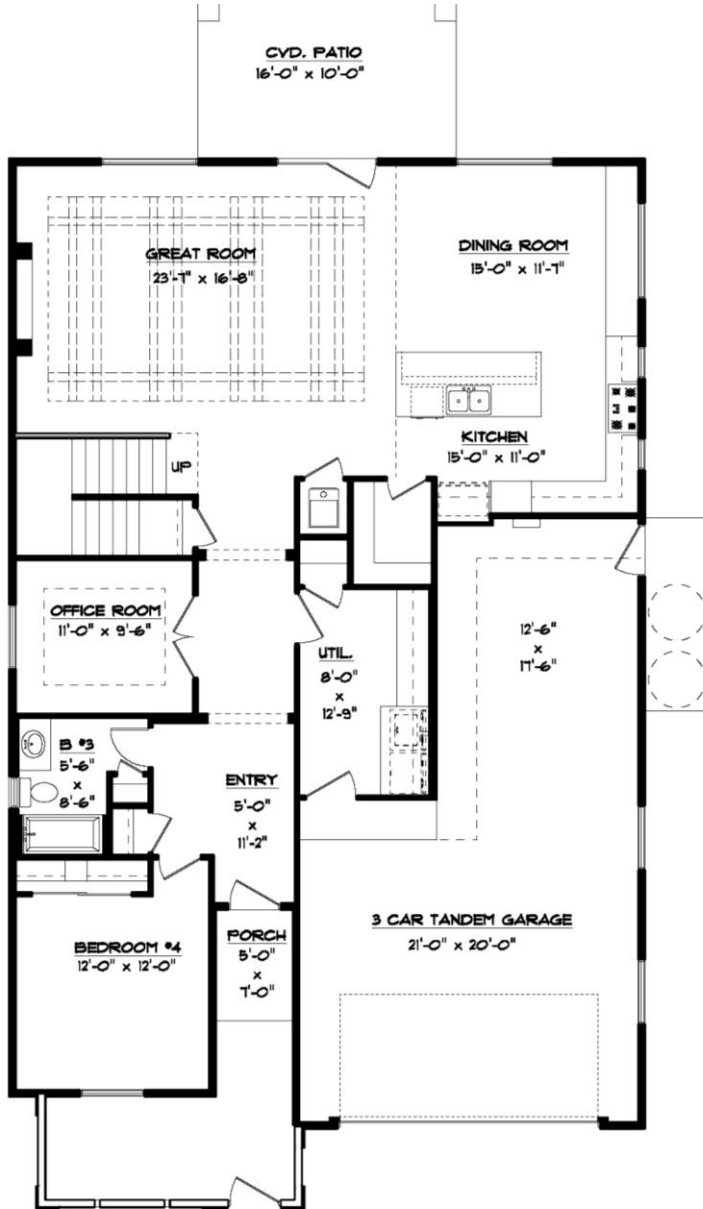 CVD. PATIO
16'-0" x 10'-0"
GREAT ROOM
23'-7" x 16'-8"
DINING ROOM
15'-0" x 11'-7"
KITCHEN
15'-0" x 11'-0"
UP
OFFICE ROOM
11'-0" x 9'-6"
UTIL.
8'-0"
x
12'-9"
12'-6"
x
17'-6"
B #3
5'-6"
x
8'-6"
ENTRY
5'-0"
x
11'-2"
3 CAR TANDEM GARAGE
21'-0" x 20'-0"
PORCH
5'-0"
x
7'-0"
BEDROOM #4
12'-0" x 12'-0"